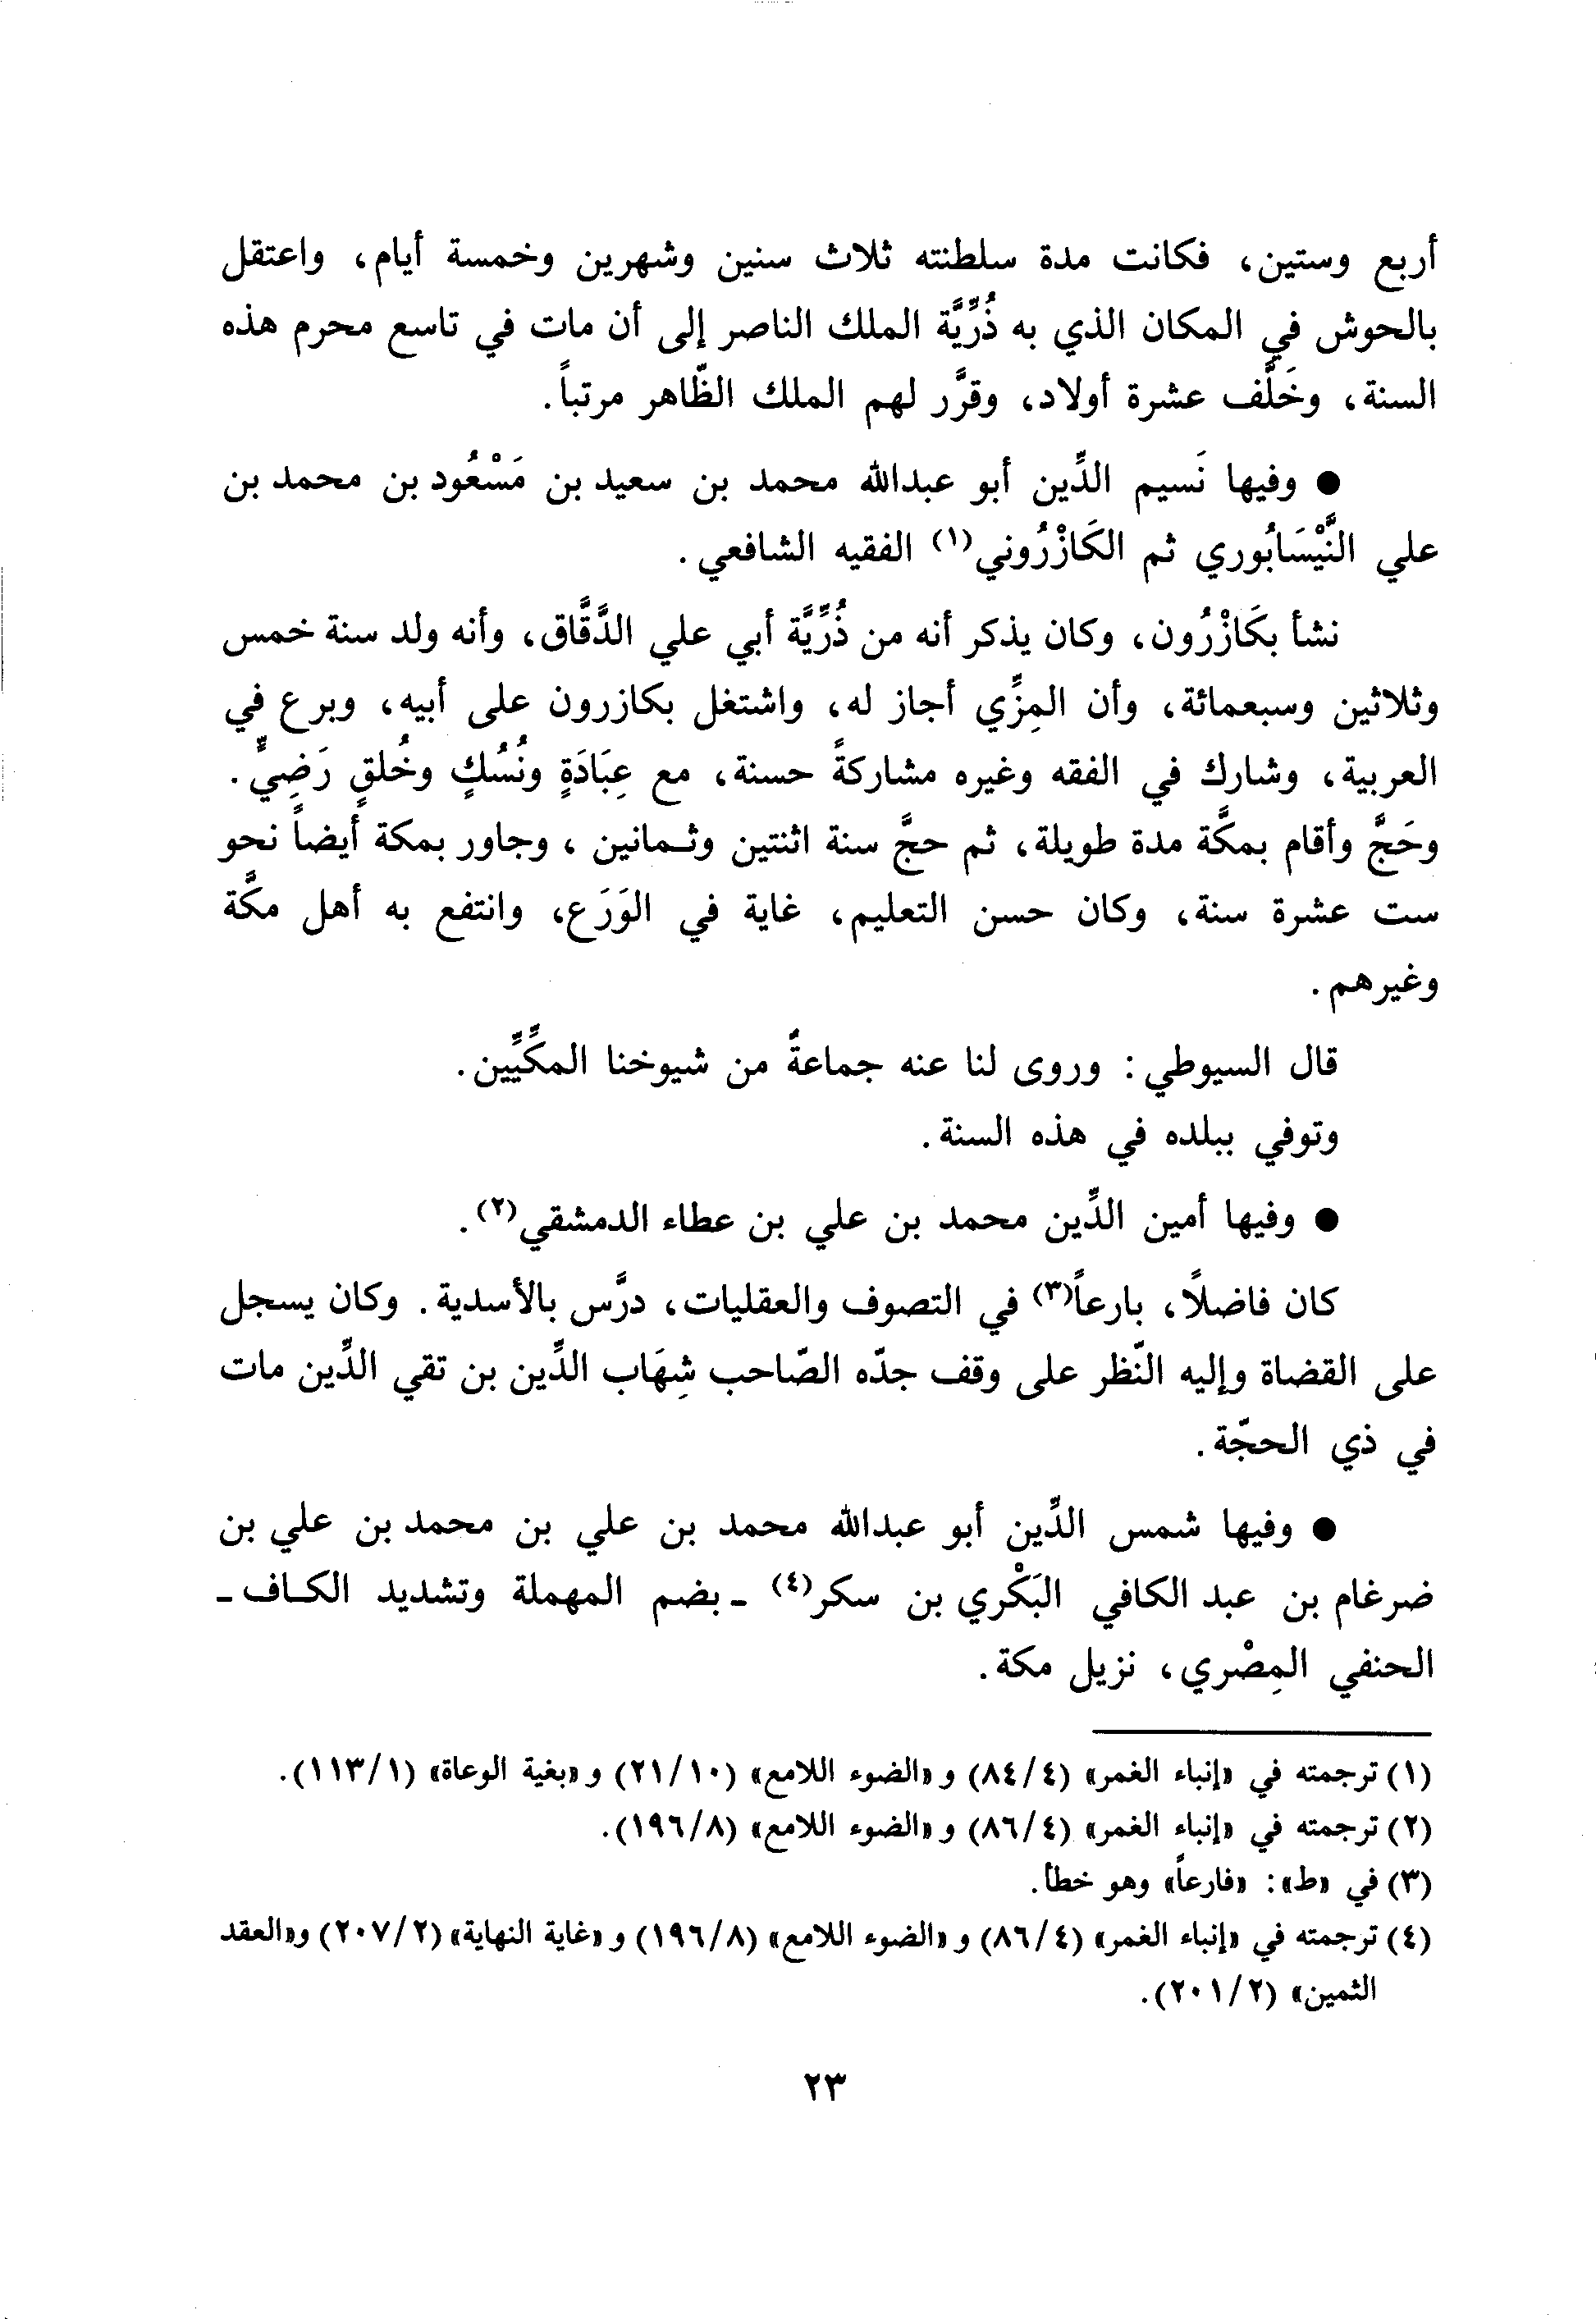 أربع وستين، فكانت مدة سلطنته ثلاث سنين وشهرين وخمسة أيام، واعتقل
بالحوش في المكان الذي به ذُرِّيَّة الملك الناصر إلى أن مات في تاسع محرم هذه
السنة، وخَلَّف عشرة أولاد، وقرَّر لهم الملك الظّاهر مرتباً.
● وفيها نَسيم الدِّين أبو عبدالله محمد بن سعيد بن مَسْعُود بن محمد بن
علي النَّيْسَابُوري ثم الكَازْرُوني(١) الفقيه الشافعي.
نشأ بكَازْرُون، وكان يذكر أنه من ذُرِّيَّة أبي علي الدَّقَّاق، وأنه ولد سنة خمس
وثلاثين وسبعمائة، وأن المِزِّي أجاز له، واشتغل بكازرون على أبيه، وبرع في
العربية، وشارك في الفقه وغيره مشاركةً حسنة، مع عِبَادَةٍ ونُسُكٍ وخُلقٍ رَضِيٍّ.
وحَجَّ وأقام بمكَّة مدة طويلة، ثم حجَّ سنة اثنتين وثـمانين، وجاور بمكة أيضاً نحو
ست عشرة سنة، وكان حسن التعليم، غاية في الوَرَع، وانتفع به أهل مكَّة
وغيرهم.
قال السيوطي: وروى لنا عنه جماعةٌ من شيوخنا المكِّيِّين.
وتوفي ببلده في هذه السنة.
● وفيها أمين الدِّين محمد بن علي بن عطاء الدمشقي(٢).
كان فاضلاً، بارعاً(٣) في التصوف والعقليات، درَّس بالأسدية. وكان يسجل
على القضاة وإليه النّظر على وقف جدّه الصّاحب شِهَاب الدِّين بن تقي الدِّين مات
في ذي الحجّة.
● وفيها شمس الدِّين أبو عبدالله محمد بن علي بن محمد بن علي بن
ضرغام بن عبد الكافي البَكْري بن سكر(٤) ـ بضم المهملة وتشديد الكـاف ـ
الحنفي المِصْري، نزيل مكة.
(١) ترجمته في «إنباء الغمر» (٨٤/٤) و «الضوء اللامع» (٢١/١٠) و «بغية الوعاة» (١١٣/١).
(٢) ترجمته في «إنباء الغمر» (٨٦/٤) و «الضوء اللامع» (١٩٦/٨).
(٣) في «ط»: «فارعاً» وهو خطأ.
(٤) ترجمته في «إنباء الغمر» (٨٦/٤) و «الضوء اللامع» (١٩٦/٨) و «غاية النهاية» (٢٠٧/٢) و«العقد
الثمين» (٢٠١/٢).
٢٣